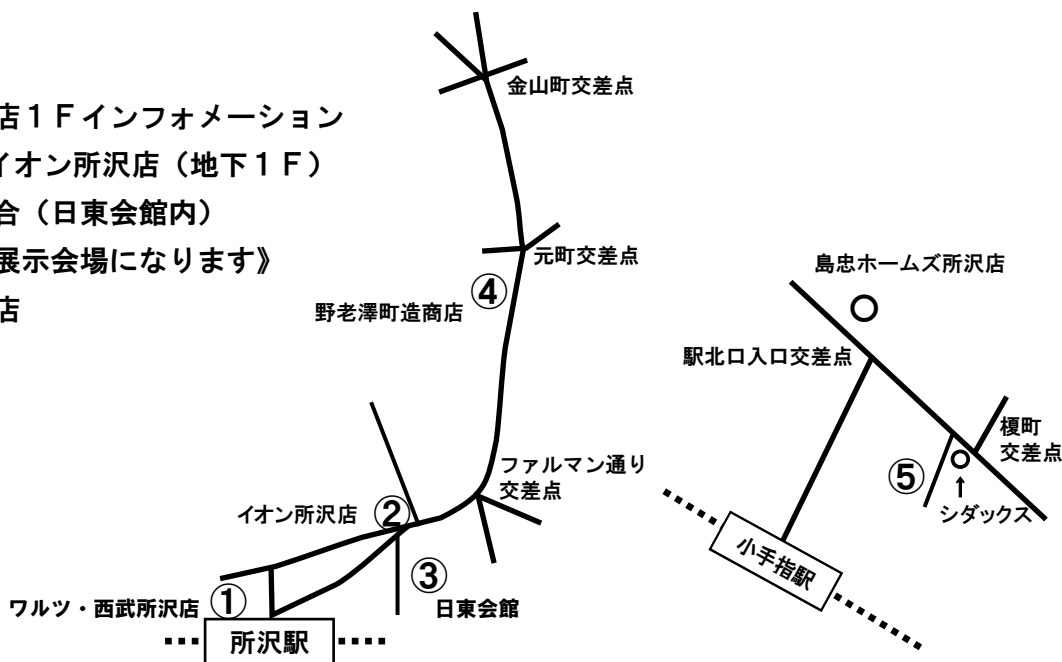 店１Ｆインフォメーション
イオン所沢店（地下１Ｆ）
合（日東会館内）
展示会場になります》
店
金山町交差点
元町交差点
④
野老澤町造商店
ファルマン通り
交差点
イオン所沢店
②
③
日東会館
①
ワルツ・西武所沢店
所沢駅
島忠ホームズ所沢店
駅北口入口交差点
榎町
交差点
⑤
↑
シダックス
小手指駅